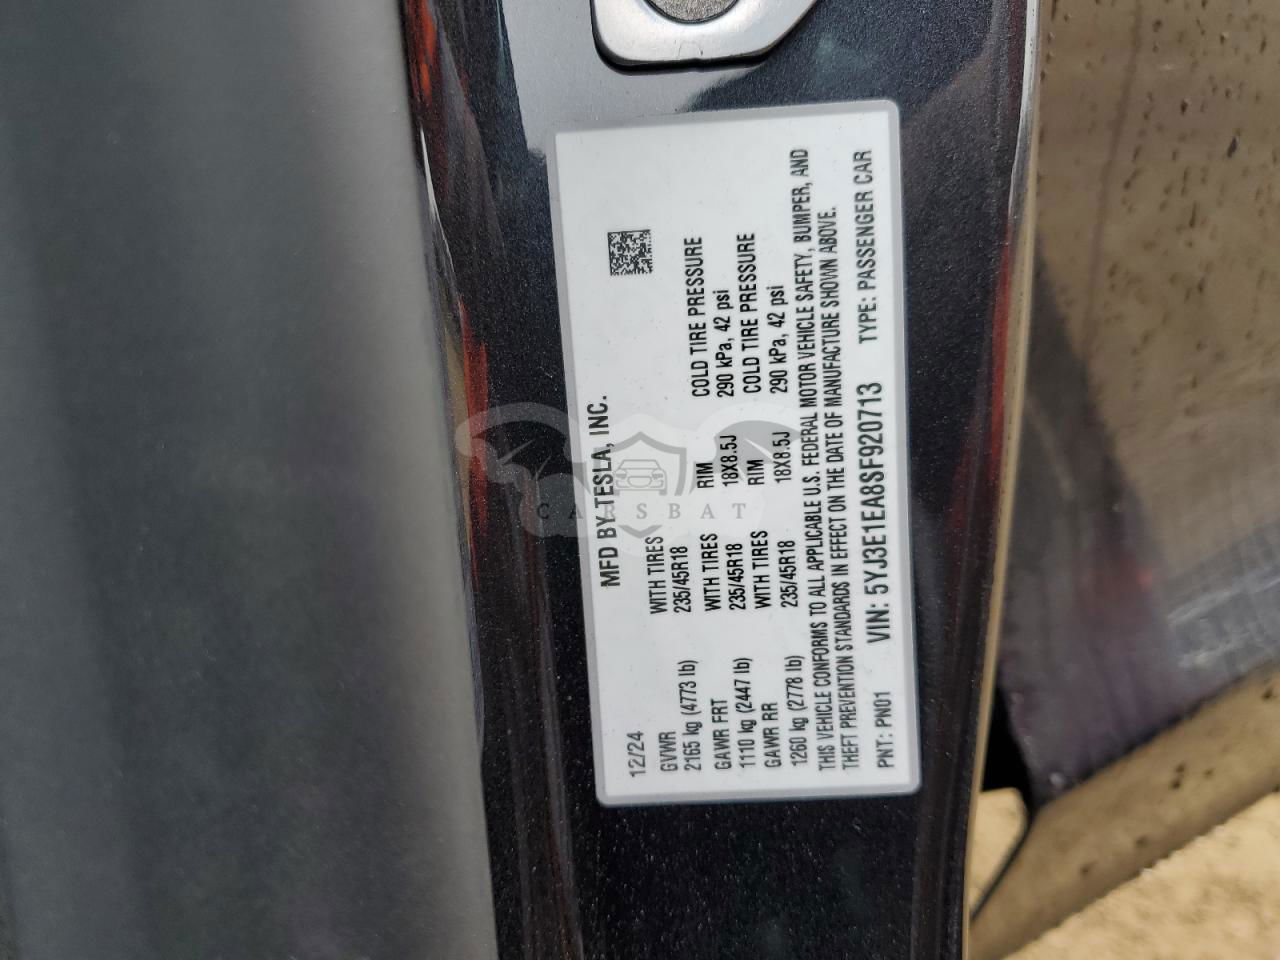 MFD BY TESLA, INC.
12/24
GVWR
2165 kg (4773 lb)
WITH TIRES
235/45R18
GAWR FRT
1110 kg (2447 lb)
WITH TIRES
235/45R18
RIM
18X8.5J
COLD TIRE PRESSURE
290 kPa, 42 psi
GAWR RR
1260 kg (2778 lb)
WITH TIRES
235/45R18
RIM
18X8.5J
COLD TIRE PRESSURE
290 kPa, 42 psi
THIS VEHICLE CONFORMS TO ALL APPLICABLE U.S. FEDERAL MOTOR VEHICLE SAFETY, BUMPER, AND
THEFT PREVENTION STANDARDS IN EFFECT ON THE DATE OF MANUFACTURE SHOWN ABOVE.
PNT: PN01 VIN: 5YJ3E1EA8SF920713 TYPE: PASSENGER CAR
CARSBAT